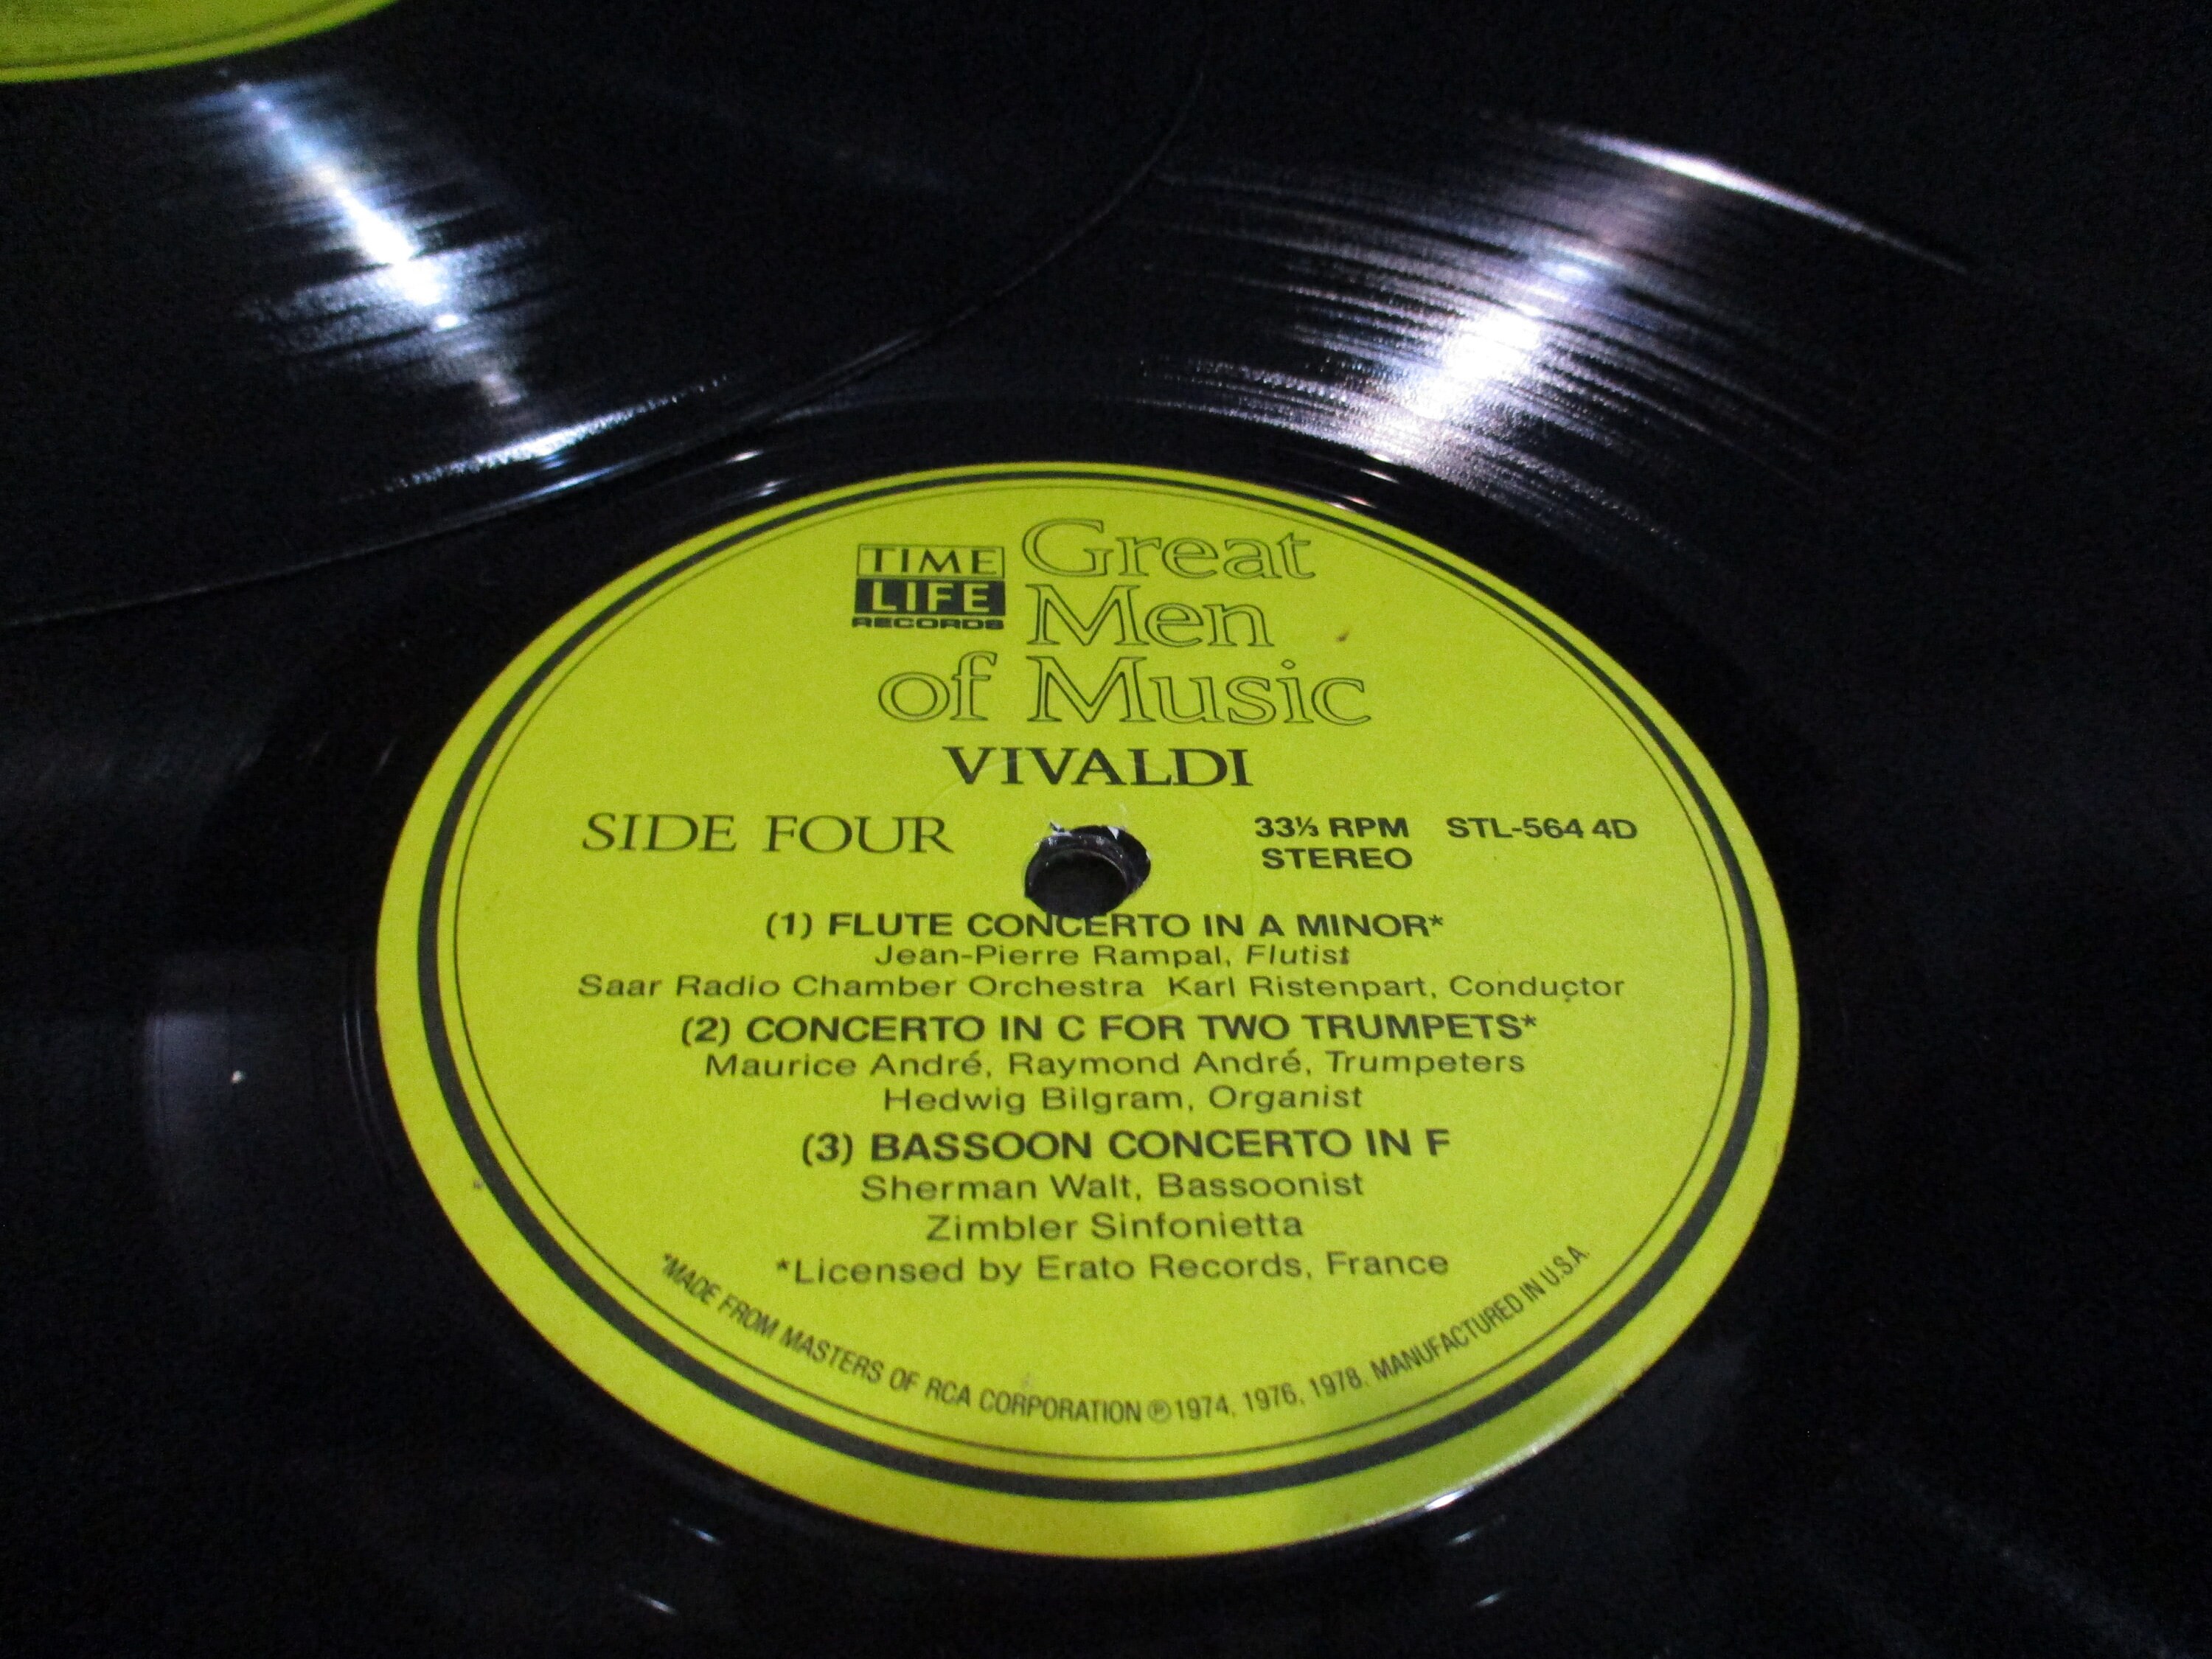 TIME
LIFE
RECORDS
Great
Men
of Music
VIVALDI
SIDE FOUR
33⅓ RPM STL-564 4D
STEREO
(1) FLUTE CONCERTO IN A MINOR*
Jean-Pierre Rampal, Flutist
Saar Radio Chamber Orchestra Karl Ristenpart, Conductor
(2) CONCERTO IN C FOR TWO TRUMPETS*
Maurice André, Raymond André, Trumpeters
Hedwig Bilgram, Organist
(3) BASSOON CONCERTO IN F
Sherman Walt, Bassoonist
Zimbler Sinfonietta
*Licensed by Erato Records, France
*MADE FROM MASTERS OF RCA CORPORATION ℗ 1974, 1976, 1978. MANUFACTURED IN U.S.A.